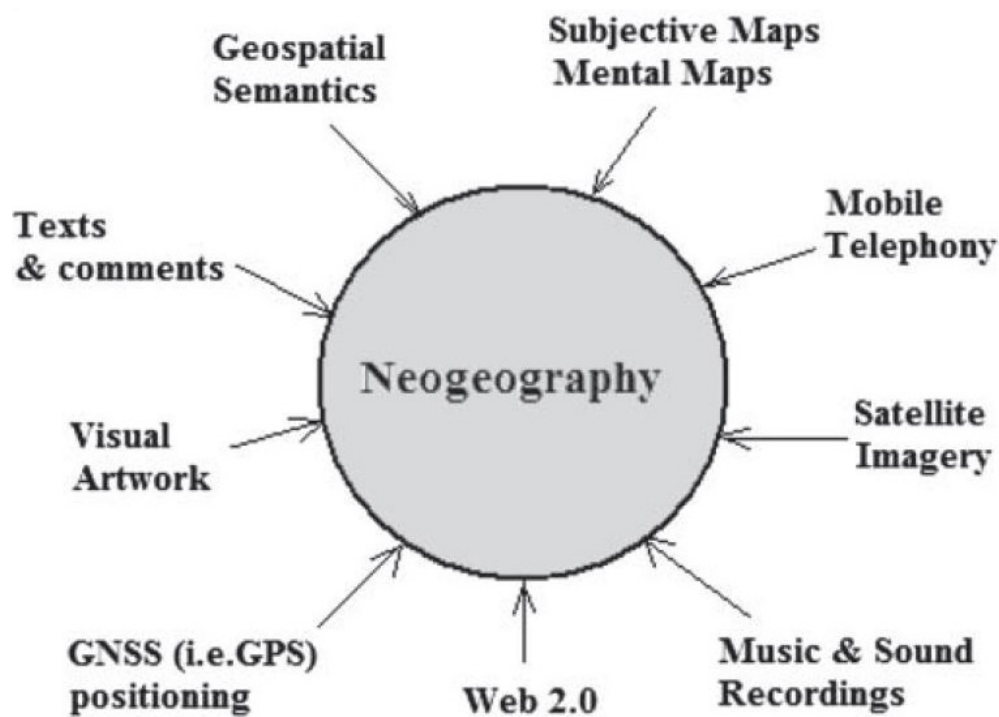 Geospatial
Semantics
Subjective Maps
Mental Maps
Texts
& comments
Mobile
Telephony
Neogeography
Visual
Artwork
Satellite
Imagery
GNSS (i.e.GPS)
positioning
Web 2.0
Music & Sound
Recordings